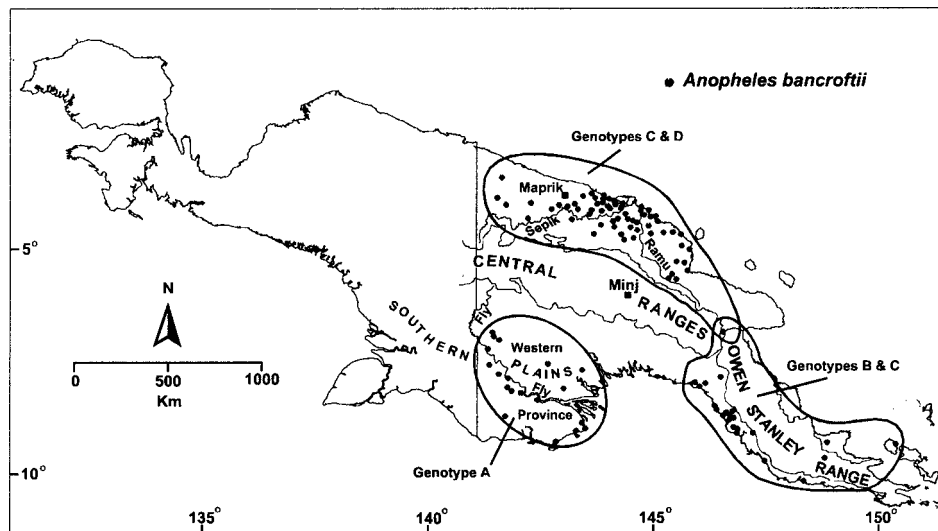 Anopheles bancroftii
Genotypes C & D
Maprik
Sepik
Ramu
5°
CENTRAL
RANGES
Minj
N
SOUTHERN
PLAINS
Fly
Western
Fly
Province
OWEN
STANLEY
RANGE
Genotypes B & C
0 500 1000
Km
Genotype A
10°
135° 140° 145° 150°